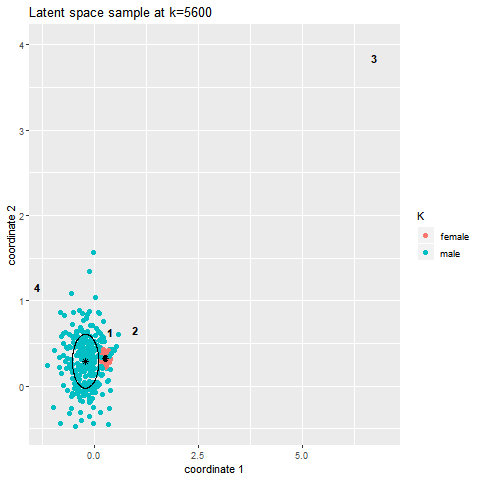 Latent space sample at k=5600
3
4
3
2
4
1
2
1
0
coordinate 2
0.0
2.5
5.0
coordinate 1
K
female
male